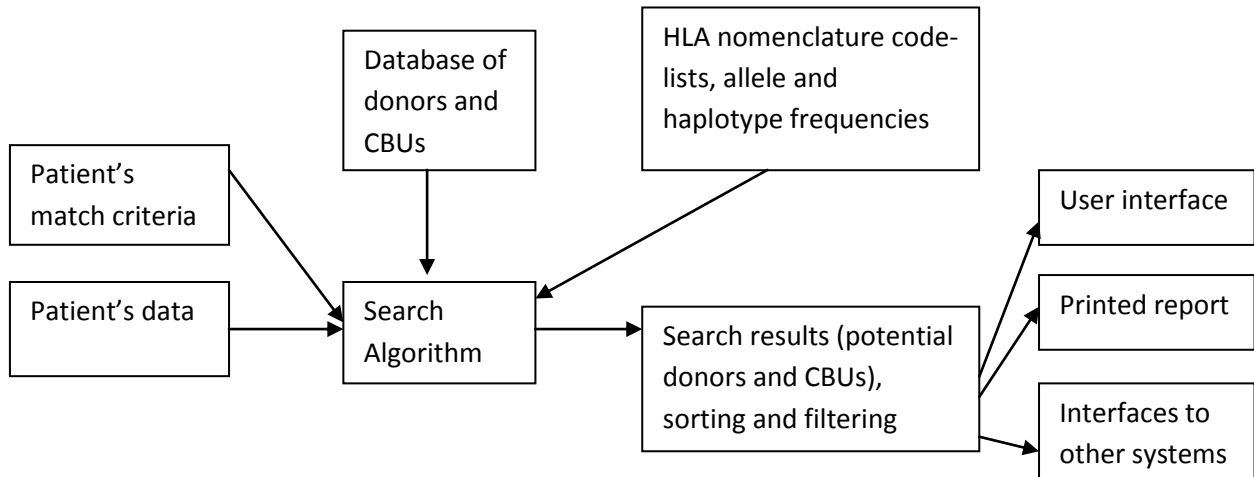 Database of
donors and
CBUs
HLA nomenclature code-
lists, allele and
haplotype frequencies
Patient’s
match criteria
Patient’s data
Search
Algorithm
Search results (potential
donors and CBUs),
sorting and filtering
User interface
Printed report
Interfaces to
other systems